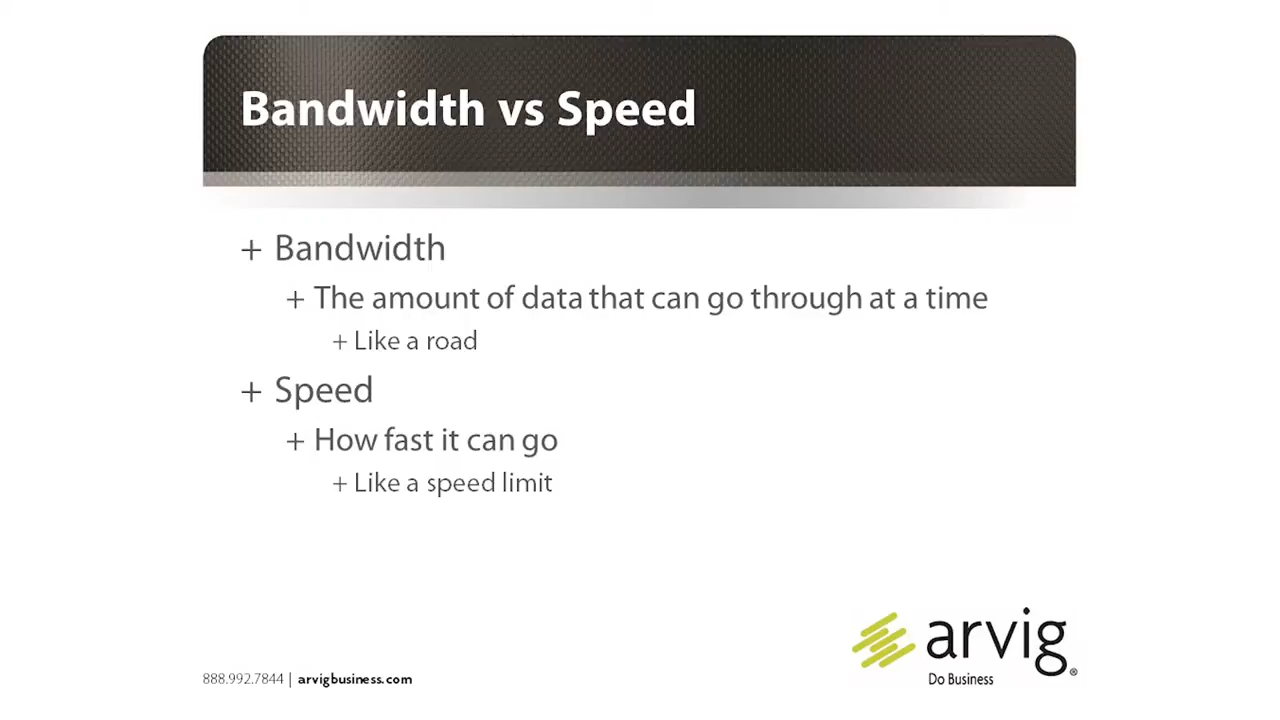 Bandwidth vs Speed
+ Bandwidth
+ The amount of data that can go through at a time
+ Like a road
+ Speed
+ How fast it can go
+ Like a speed limit
arvig®
Do Business
888.992.7844 | arvigbusiness.com